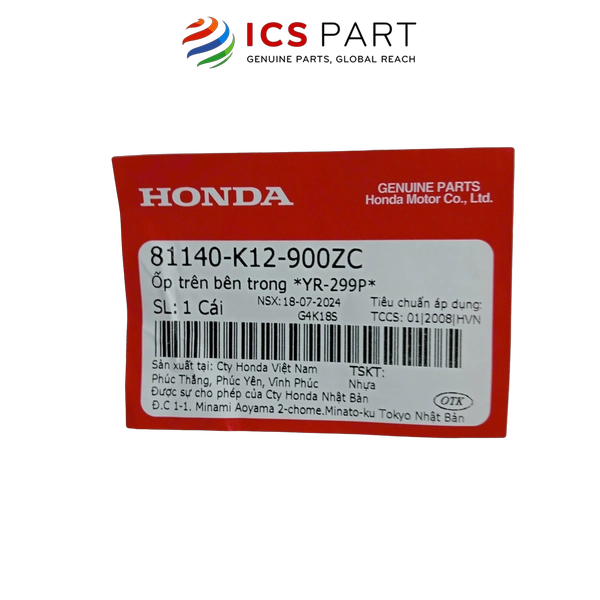 ICS PART
GENUINE PARTS, GLOBAL REACH
HONDA
GENUINE PARTS
Honda Motor Co., Ltd.
81140-K12-900ZC
Ốp trên bên trong *YR-299P*
SL: 1 Cái
NSX: 18-07-2024
G4K18S
Tiêu chuẩn áp dụng:
TCCS: 01|2008|HVN
Sản xuất tại: Cty Honda Việt Nam
Phúc Thắng, Phúc Yên, Vĩnh Phúc
TSKT:
Nhựa
Được sự cho phép của Cty Honda Nhật Bản
Đ.C 1-1. Minami Aoyama 2-chome.Minato-ku Tokyo Nhật Bản
OTK